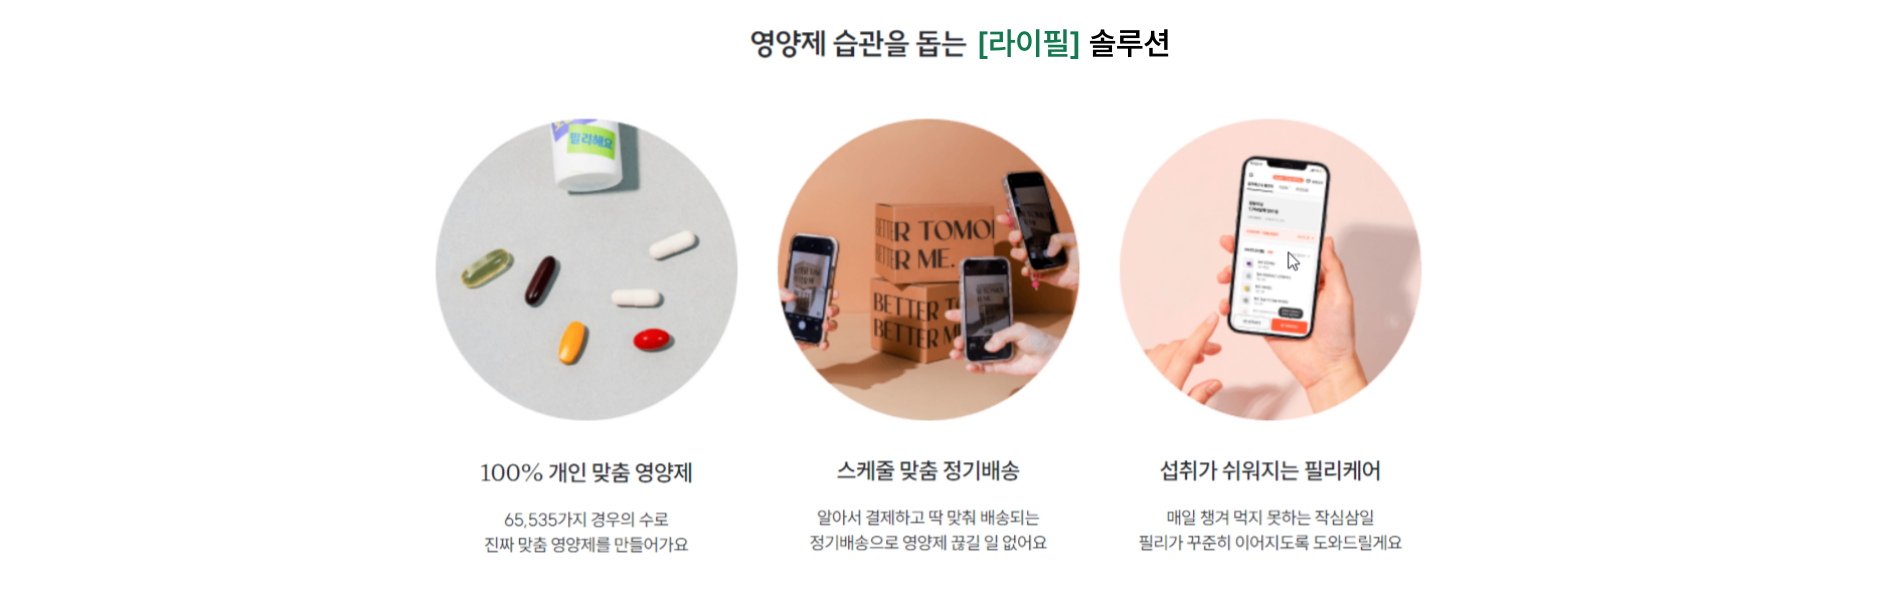 영양제 습관을 돕는 [라이필] 솔루션
필리해요
BETTER TOMO
BETTER ME.
BETTER TO
BETTER ME
100% 개인 맞춤 영양제
스케줄 맞춤 정기배송
섭취가 쉬워지는 필리케어
65,535가지 경우의 수로
진짜 맞춤 영양제를 만들어가요
알아서 결제하고 딱 맞춰 배송되는
정기배송으로 영양제 끊길 일 없어요
매일 챙겨 먹지 못하는 작심삼일
필리가 꾸준히 이어지도록 도와드릴게요